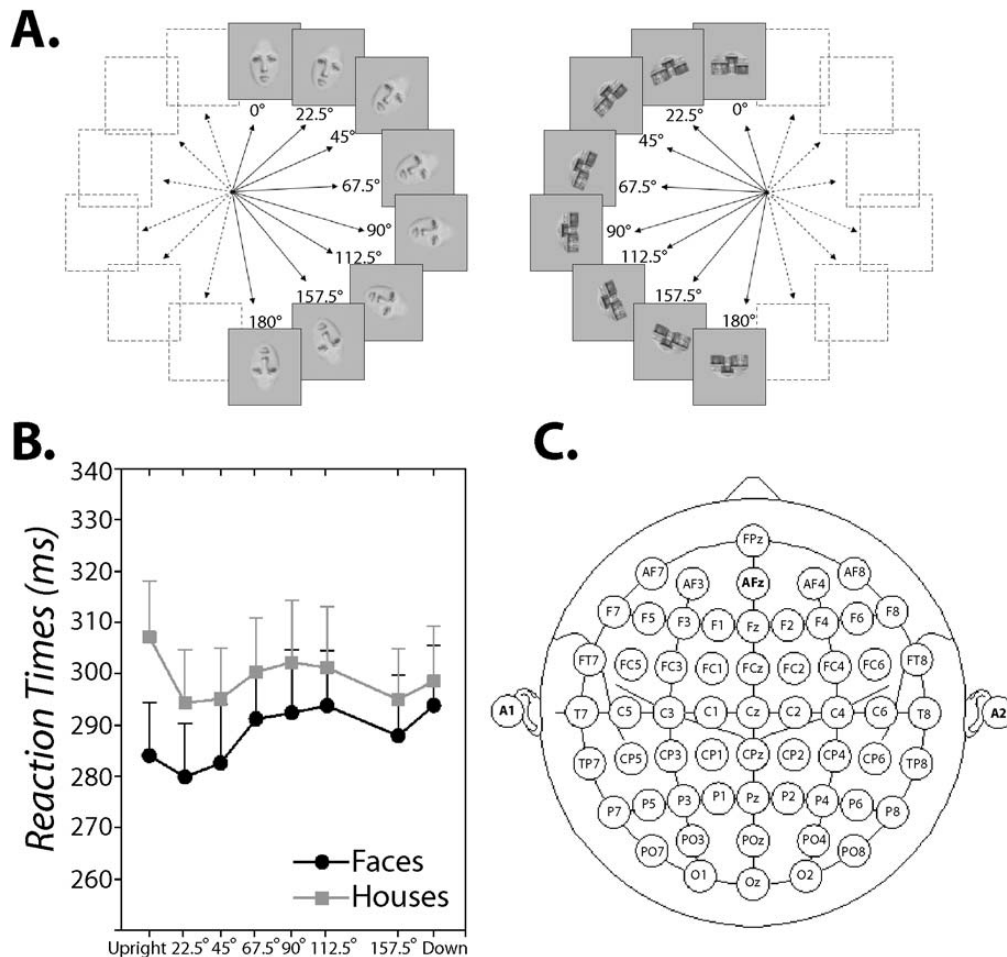 A.
0° 22.5° 45° 67.5° 90° 112.5° 157.5° 180°
0° 22.5° 45° 67.5° 90° 112.5° 157.5° 180°
B.
Reaction Times (ms)
340
330
320
310
300
290
280
270
260
Faces
Houses
Upright 22.5° 45° 67.5° 90° 112.5° 157.5° Down
C.
FPz
AF7 AF3 AFz AF4 AF8
F7 F5 F3 F1 Fz F2 F4 F6 F8
FT7 FC5 FC3 FC1 FCz FC2 FC4 FC6 FT8
A1 T7 C5 C3 C1 Cz C2 C4 C6 T8 A2
TP7 CP5 CP3 CP1 CPz CP2 CP4 CP6 TP8
P7 P5 P3 P1 Pz P2 P4 P6 P8
PO7 PO3 POz PO4 PO8
O1 Oz O2